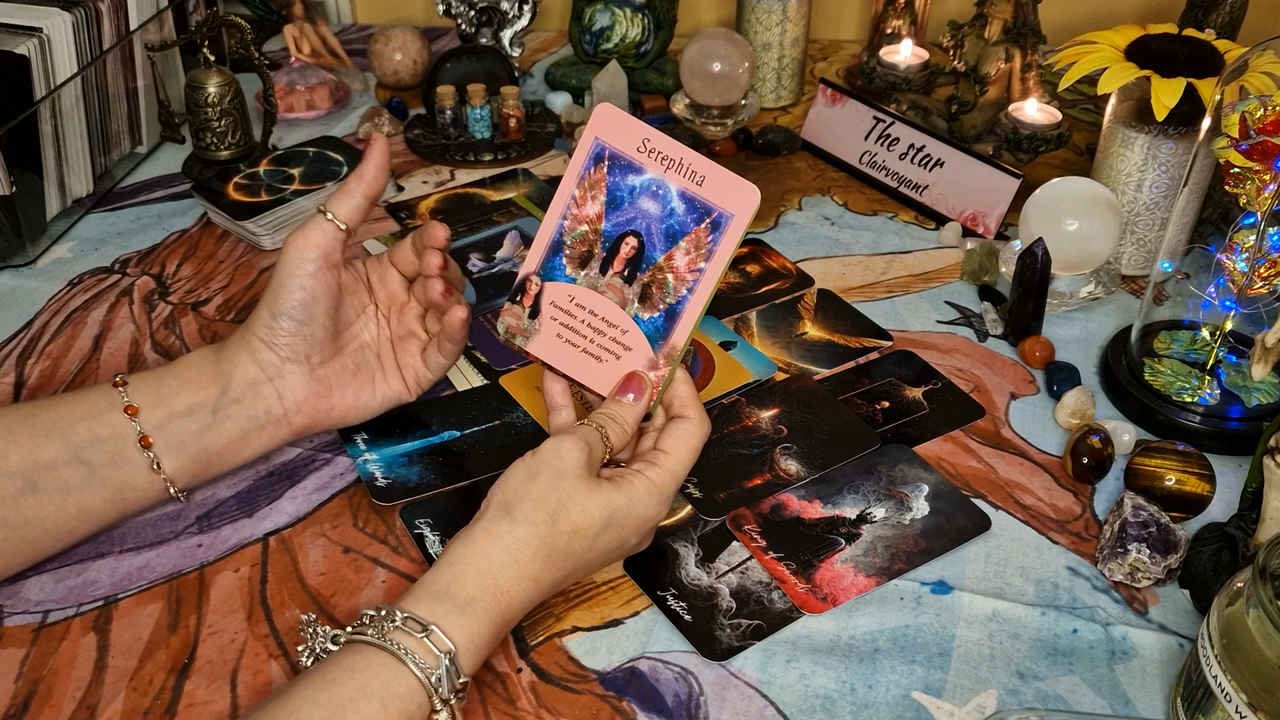 The star
Clairvoyant
Serephina
"I am the Angel of
Families. A happy change
or addition is coming
to your family."
Cups
King of Swords
Justice